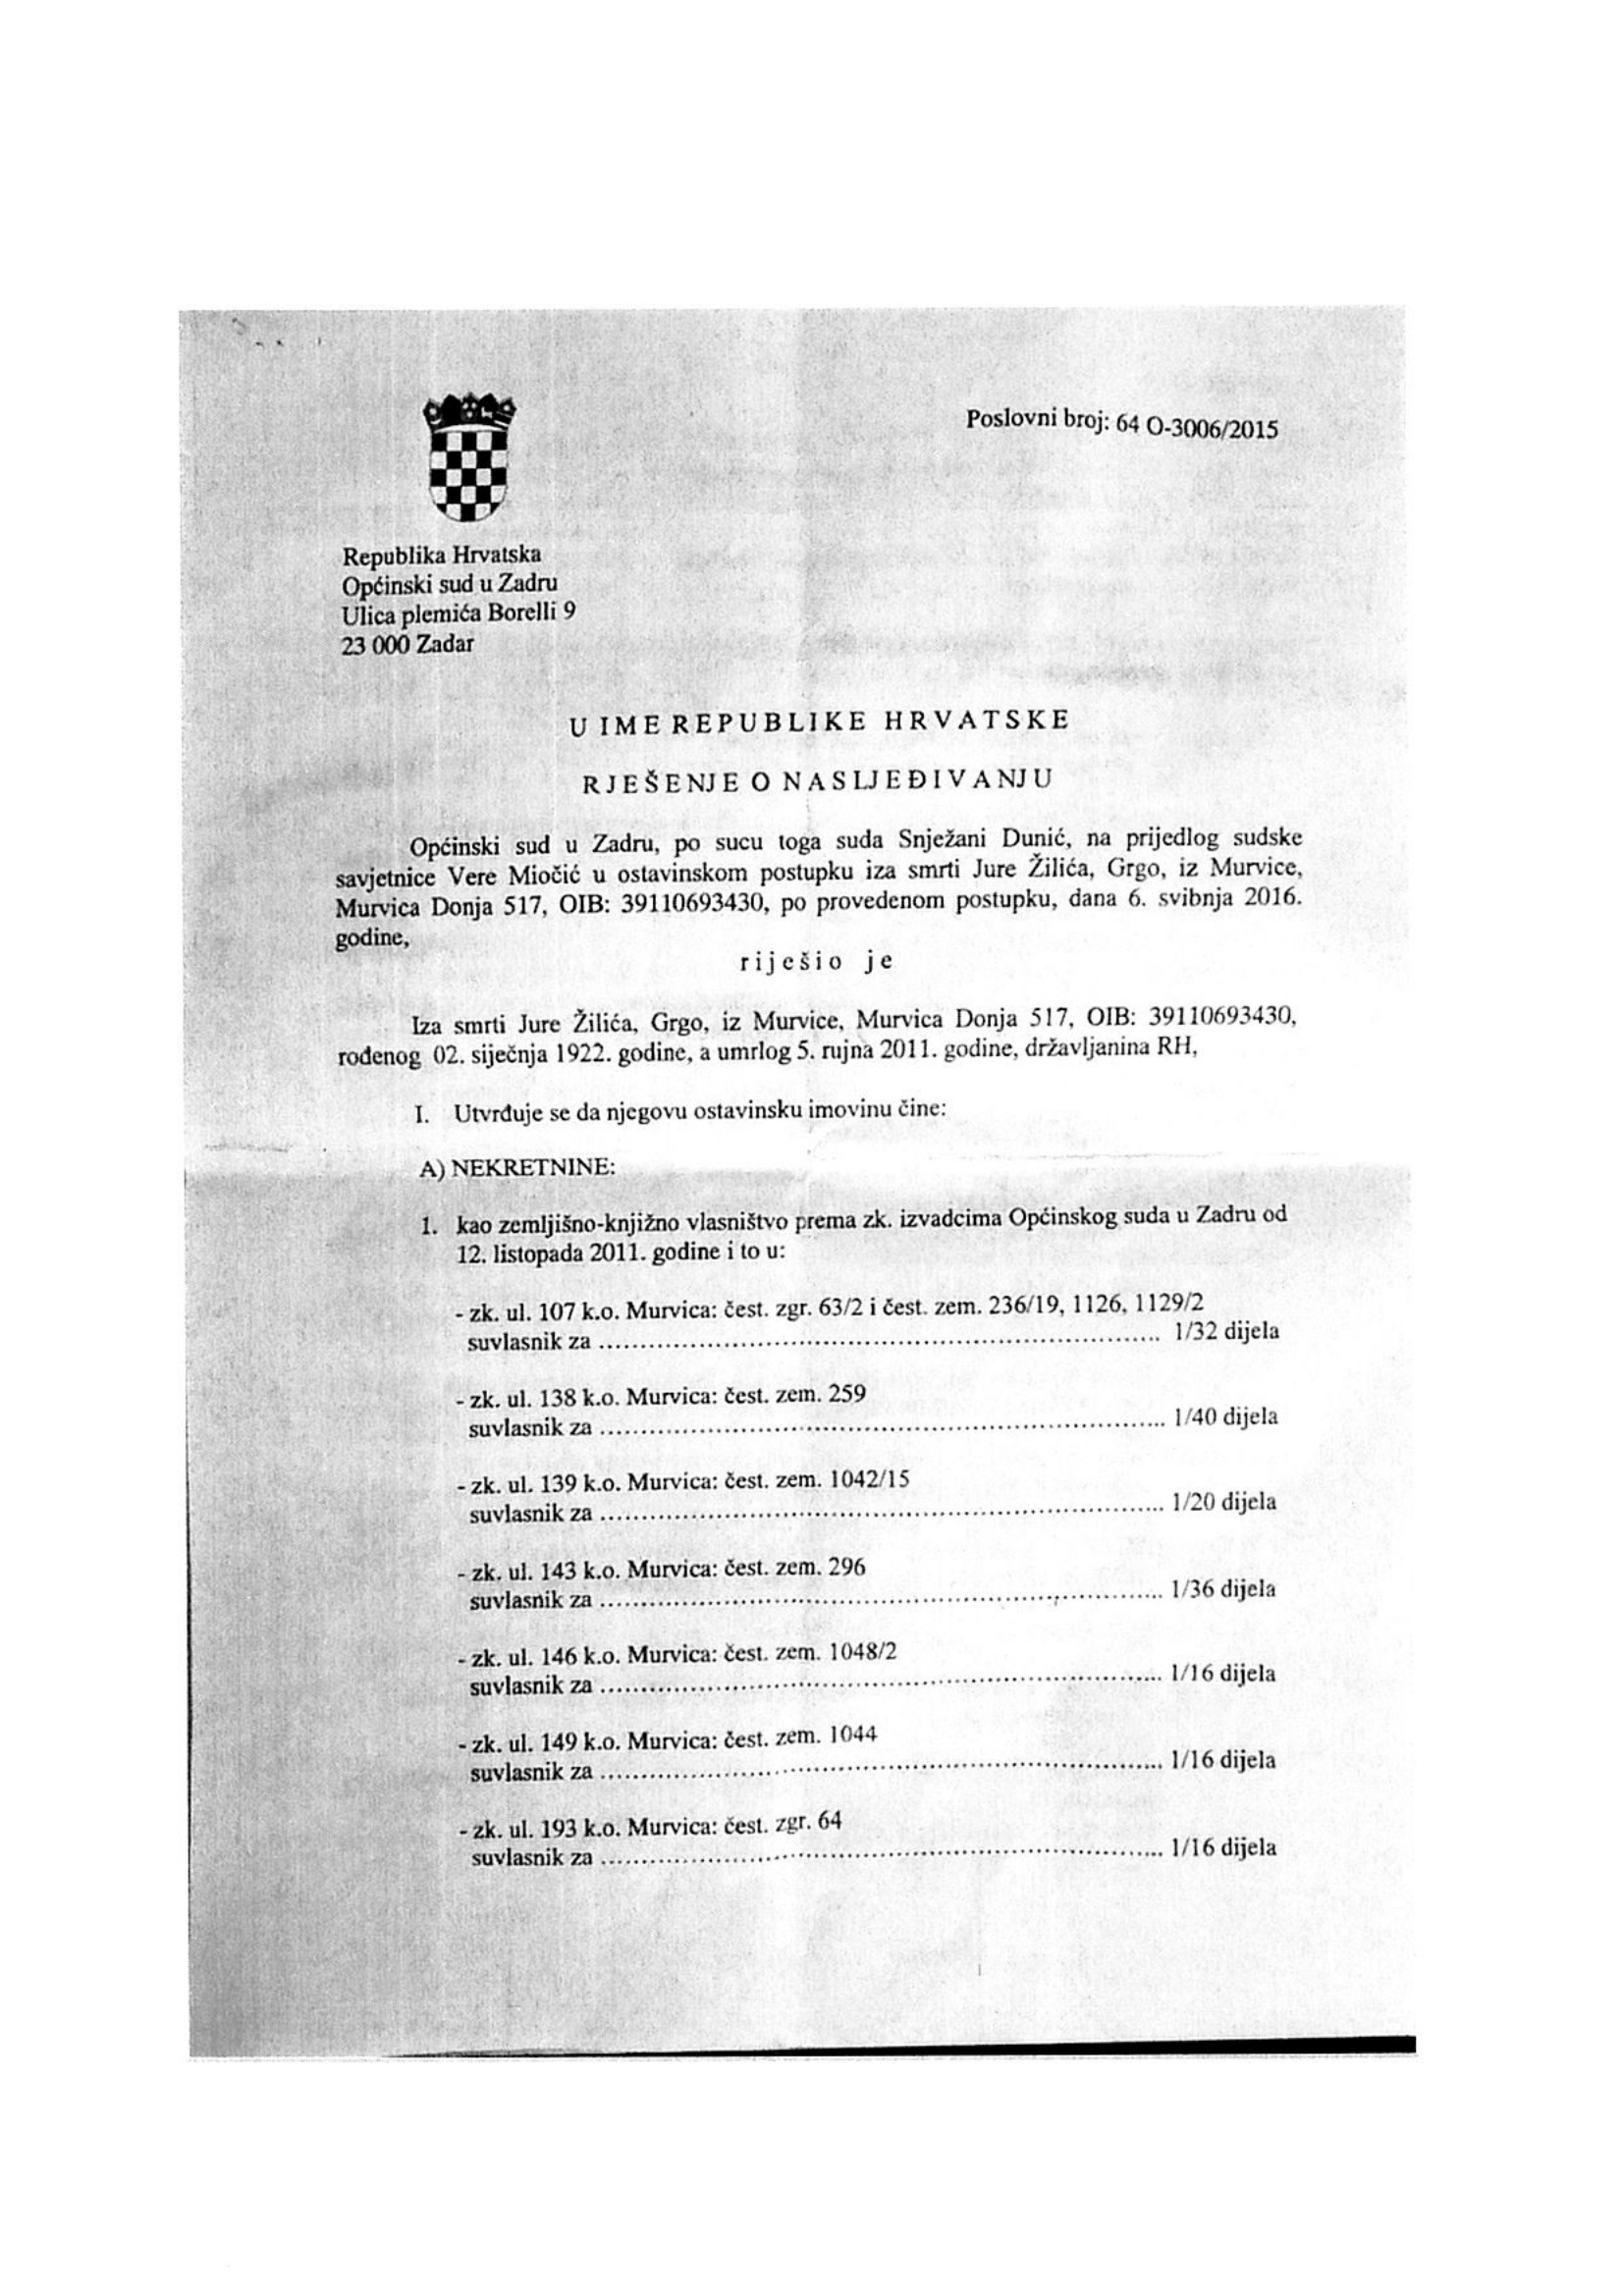 Poslovni broj: 64 O-3006/2015
Republika Hrvatska
Općinski sud u Zadru
Ulica plemića Borelli 9
23 000 Zadar
U IME REPUBLIKE HRVATSKE
RJEŠENJE O NASLJEĐIVANJU
Općinski sud u Zadru, po sucu toga suda Snježani Dunić, na prijedlog sudske
savjetnice Vere Miočić u ostavinskom postupku iza smrti Jure Žilića, Grgo, iz Murvice,
Murvica Donja 517, OIB: 39110693430, po provedenom postupku, dana 6. svibnja 2016.
godine,
riješio je
Iza smrti Jure Žilića, Grgo, iz Murvice, Murvica Donja 517, OIB: 39110693430,
rođenog 02. siječnja 1922. godine, a umrlog 5. rujna 2011. godine, državljanina RH,
I. Utvrđuje se da njegovu ostavinsku imovinu čine:
A) NEKRETNINE:
1. kao zemljišno-knjižno vlasništvo prema zk. izvadcima Općinskog suda u Zadru od
12. listopada 2011. godine i to u:
- zk. ul. 107 k.o. Murvica: čest. zgr. 63/2 i čest. zem. 236/19, 1126, 1129/2
suvlasnik za ........................................................................ 1/32 dijela
- zk. ul. 138 k.o. Murvica: čest. zem. 259
suvlasnik za ........................................................................ 1/40 dijela
- zk. ul. 139 k.o. Murvica: čest. zem. 1042/15
suvlasnik za ........................................................................ 1/20 dijela
- zk. ul. 143 k.o. Murvica: čest. zem. 296
suvlasnik za ........................................................................ 1/36 dijela
- zk. ul. 146 k.o. Murvica: čest. zem. 1048/2
suvlasnik za ........................................................................ 1/16 dijela
- zk. ul. 149 k.o. Murvica: čest. zem. 1044
suvlasnik za ........................................................................ 1/16 dijela
- zk. ul. 193 k.o. Murvica: čest. zgr. 64
suvlasnik za ........................................................................ 1/16 dijela